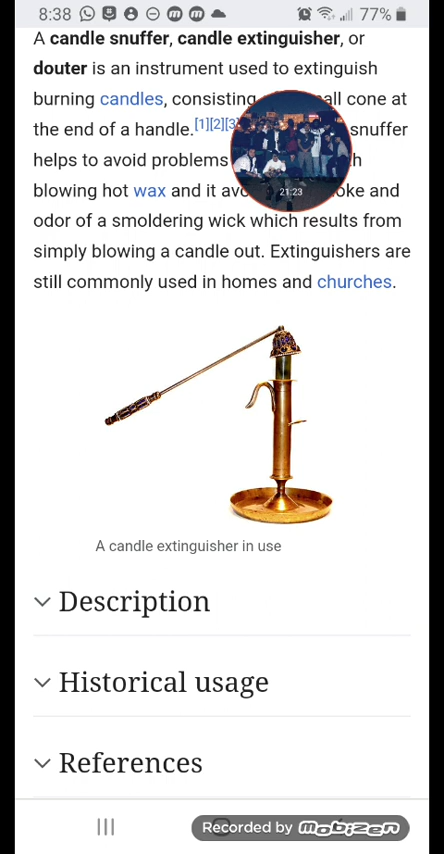 8:38 77%
A candle snuffer, candle extinguisher, or
douter is an instrument used to extinguish
burning candles, consisting all cone at
the end of a handle.[1][2][3] snuffer
helps to avoid problems
blowing hot wax and it and
odor of a smoldering wick which results from
simply blowing a candle out. Extinguishers are
still commonly used in homes and churches.
21:23
A candle extinguisher in use
Description
Historical usage
References
Recorded by Mobizen